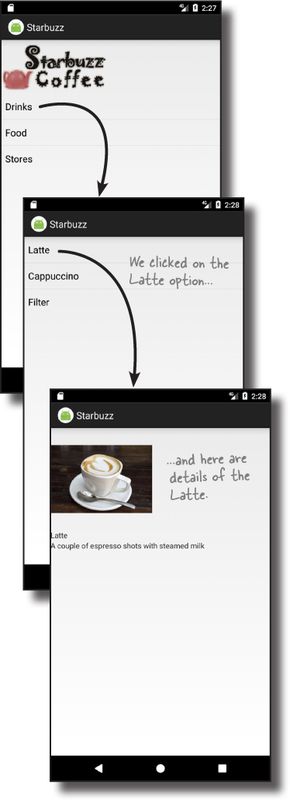 2:27
Starbuzz
Starbuzz
Coffee
Drinks
Food
Stores
2:28
Starbuzz
Latte
Cappuccino
Filter
We clicked on the
Latte option...
2:28
Starbuzz
...and here are
details of the
Latte.
Latte
A couple of espresso shots with steamed milk